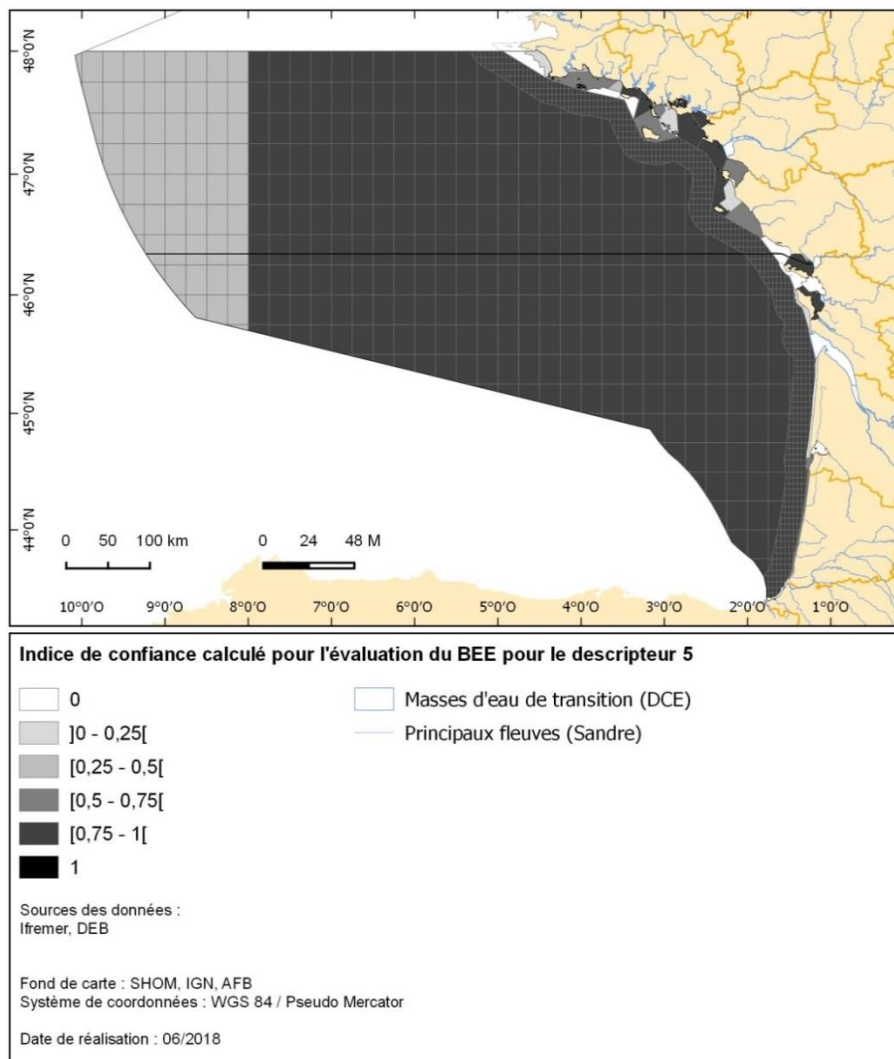 48°0'N
47°0'N
46°0'N
45°0'N
44°0'N
0 50 100 km
0 24 48 M
10°0'O 9°0'O 8°0'O 7°0'O 6°0'O 5°0'O 4°0'O 3°0'O 2°0'O 1°0'O
Indice de confiance calculé pour l'évaluation du BEE pour le descripteur 5
0
]0 - 0,25[
[0,25 - 0,5[
[0,5 - 0,75[
[0,75 - 1[
1
Masses d'eau de transition (DCE)
Principaux fleuves (Sandre)
Sources des données :
Ifremer, DEB
Fond de carte : SHOM, IGN, AFB
Système de coordonnées : WGS 84 / Pseudo Mercator
Date de réalisation : 06/2018